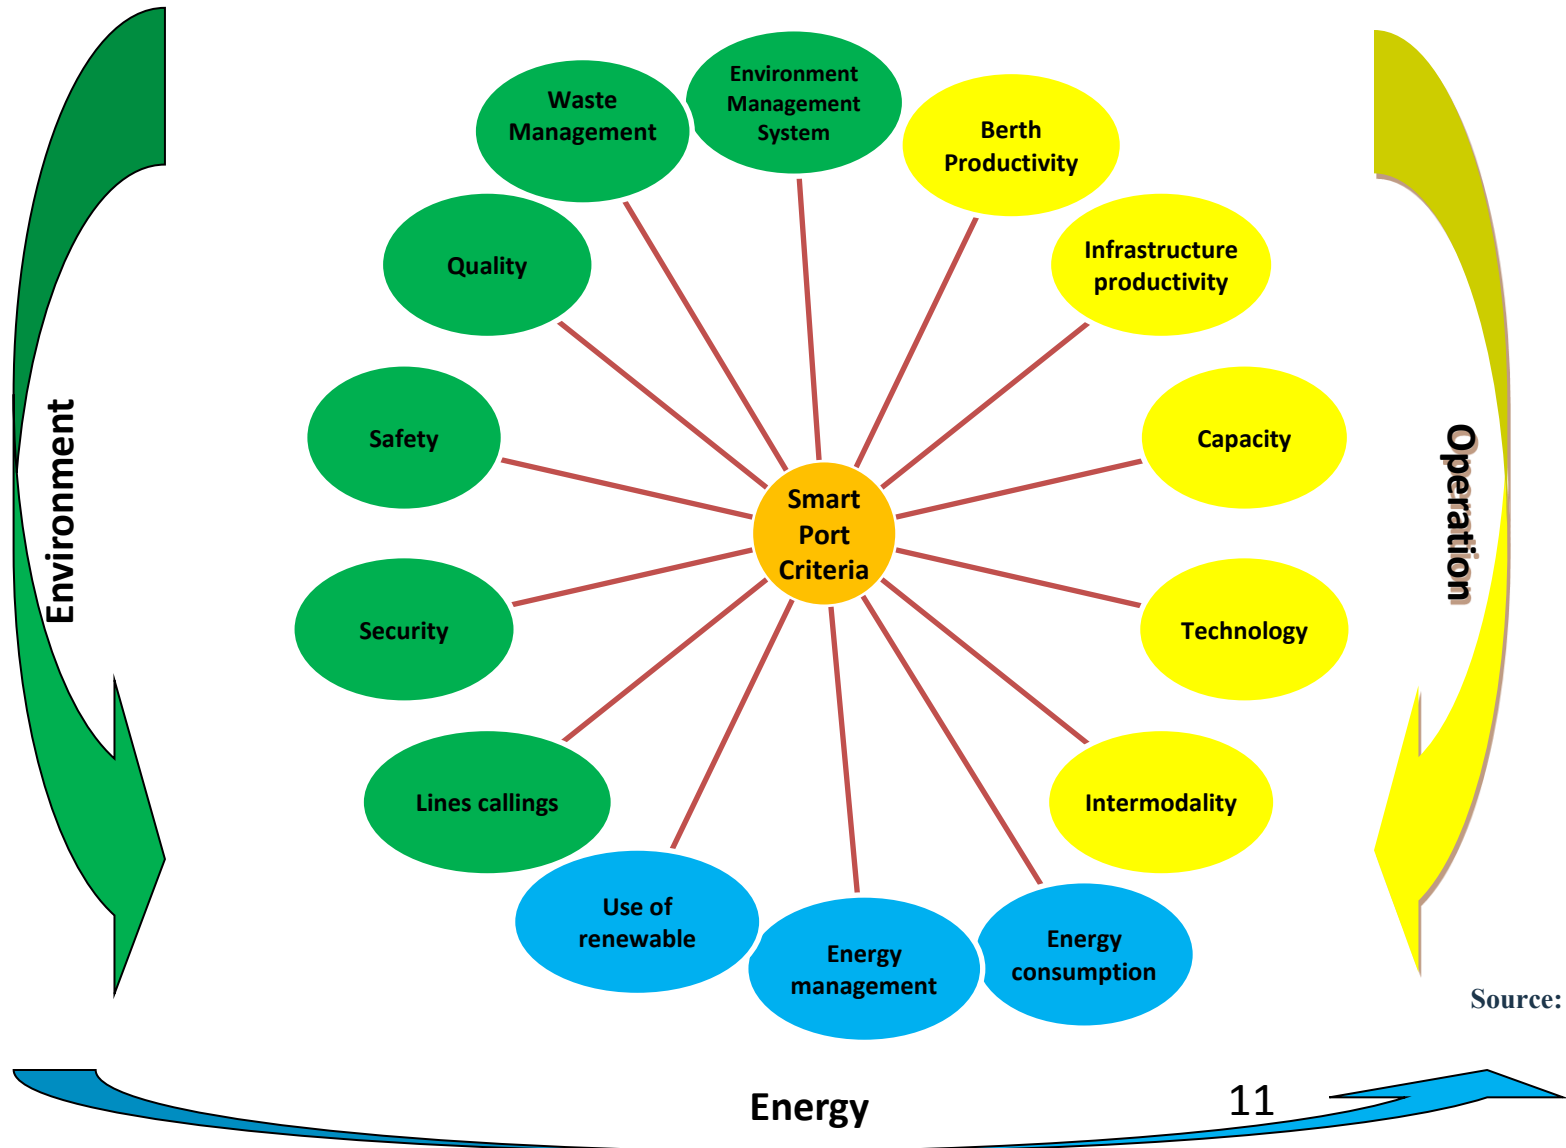 Environment
Management
System
Waste
Management
Berth
Productivity
Quality
Infrastructure
productivity
Safety
Capacity
Environment
Operation
Smart
Port
Criteria
Security
Technology
Lines callings
Intermodality
Use of
renewable
Energy
management
Energy
consumption
Source:
Energy
11